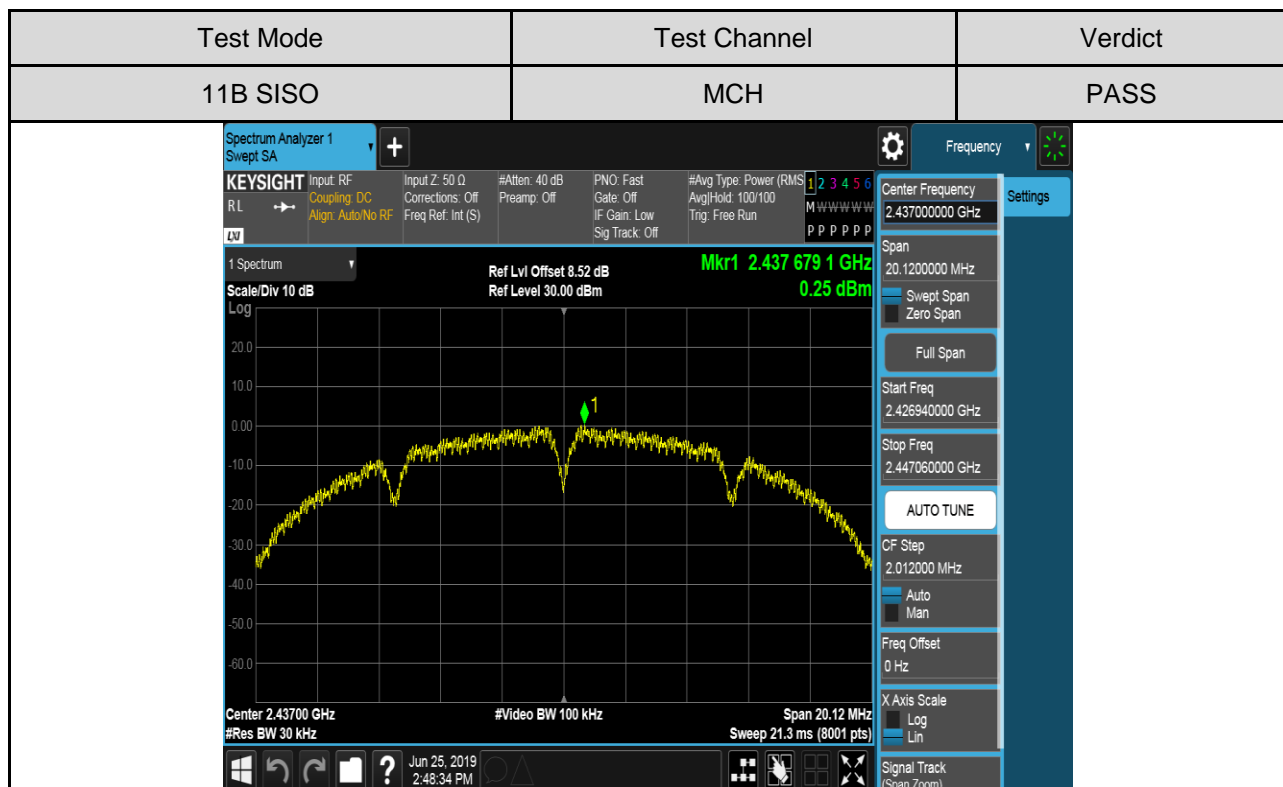 Test Mode Test Channel Verdict
11B SISO MCH PASS
Spectrum Analyzer 1
Swept SA
+
Frequency
KEYSIGHT Input: RF Input Z: 50 Ω #Atten: 40 dB PNO: Fast #Avg Type: Power (RMS 1 2 3 4 5 6
RL Coupling: DC Corrections: Off Preamp: Off Gate: Off Avg|Hold: 100/100 M W W W W W
Align: Auto/No RF Freq Ref: Int (S) IF Gain: Low Trig: Free Run
LXI Sig Track: Off P P P P P P
1 Spectrum
Scale/Div 10 dB
Ref Lvl Offset 8.52 dB
Ref Level 30.00 dBm
Mkr1 2.437 679 1 GHz
0.25 dBm
Log
20.0
10.0
0.00
-10.0
-20.0
-30.0
-40.0
-50.0
-60.0
1
Center 2.43700 GHz #Video BW 100 kHz Span 20.12 MHz
#Res BW 30 kHz Sweep 21.3 ms (8001 pts)
? Jun 25, 2019
2:48:34 PM
Center Frequency
2.437000000 GHz
Settings
Span
20.1200000 MHz
Swept Span
Zero Span
Full Span
Start Freq
2.426940000 GHz
Stop Freq
2.447060000 GHz
AUTO TUNE
CF Step
2.012000 MHz
Auto
Man
Freq Offset
0 Hz
X Axis Scale
Log
Lin
Signal Track
(Span Zoom)